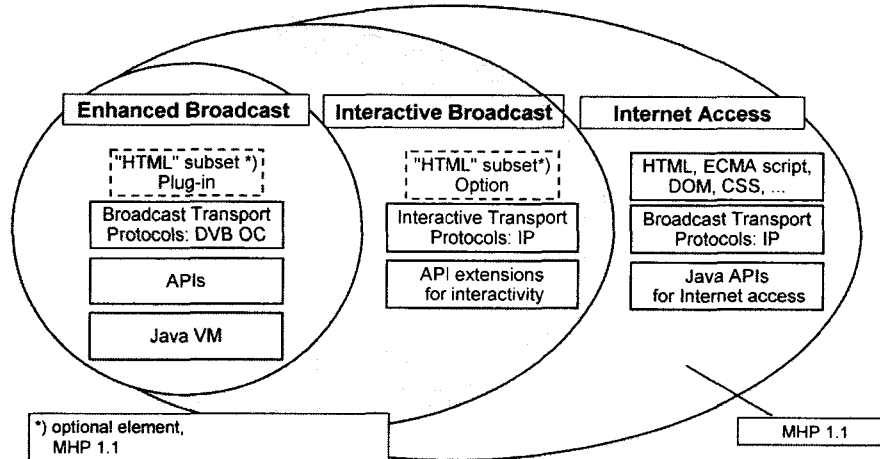 Enhanced Broadcast
"HTML" subset *)
Plug-in
Broadcast Transport
Protocols: DVB OC
APIs
Java VM
Interactive Broadcast
"HTML" subset*)
Option
Interactive Transport
Protocols: IP
API extensions
for interactivity
Internet Access
HTML, ECMA script,
DOM, CSS, ...
Broadcast Transport
Protocols: IP
Java APIs
for Internet access
*) optional element,
MHP 1.1
MHP 1.1